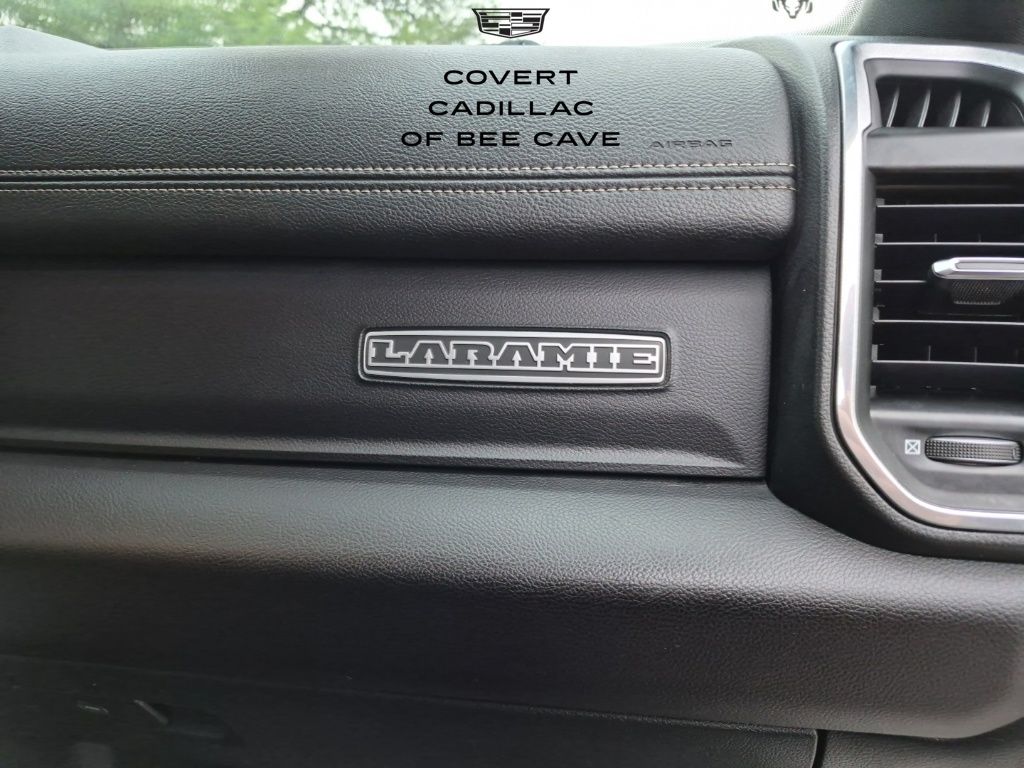 COVERT
CADILLAC
OF BEE CAVE
AIRBAG
LARAMIE